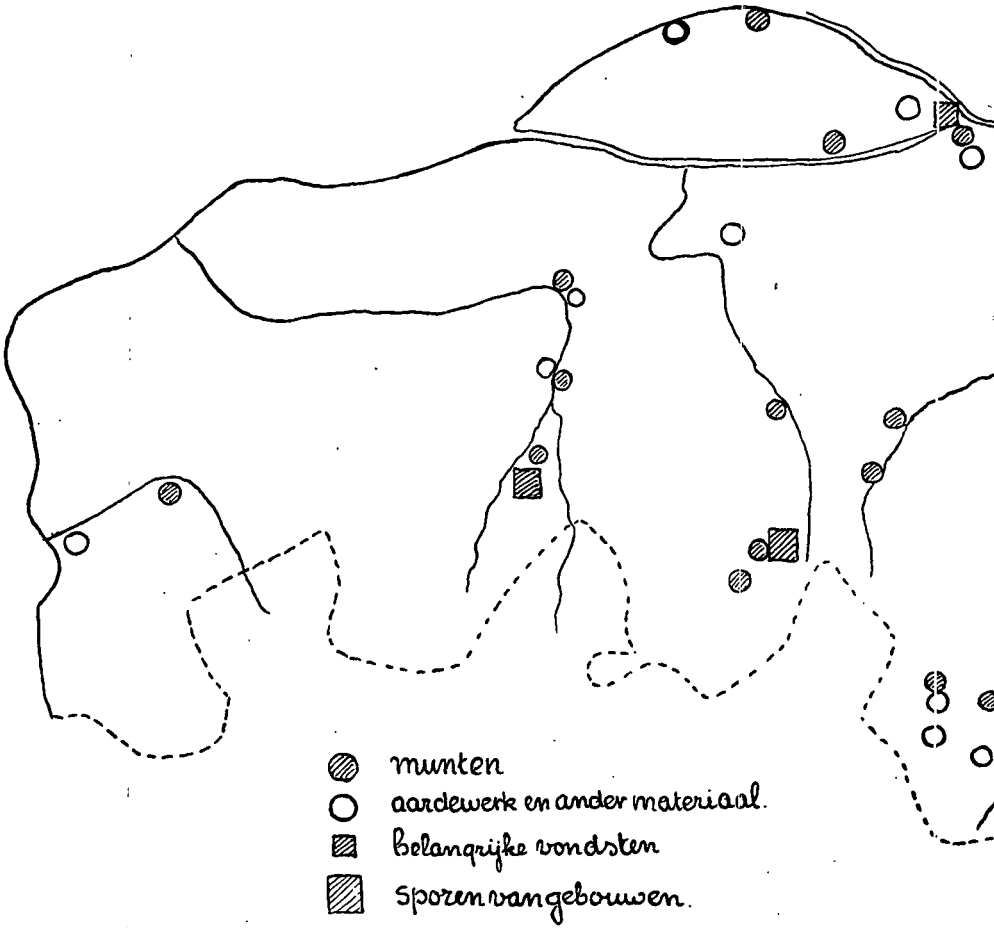 munten
aardewerk en ander materiaal.
belangrijke vondsten
sporen van gebouwen.